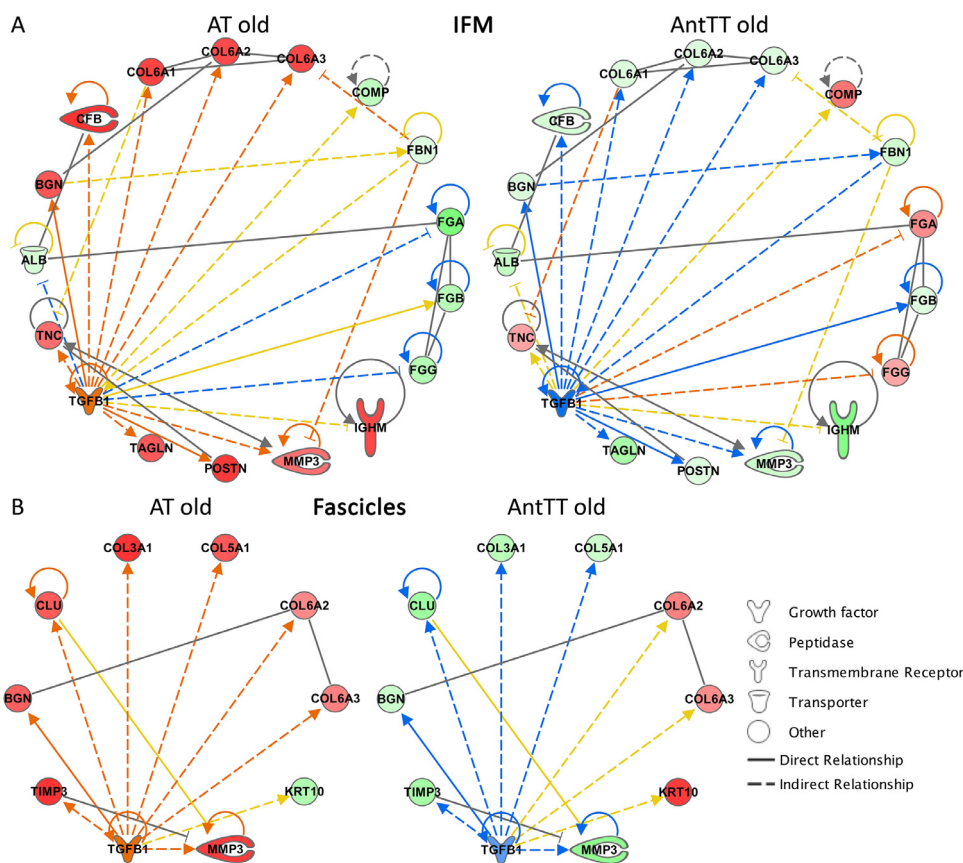 A
AT old
IFM
AntTT old
COL6A1
COL6A2
COL6A3
COMP
CFB
FBN1
BGN
FGA
ALB
FGB
TNC
FGG
TGFB1
IGHM
TAGLN
POSTN
MMP3
COL6A1
COL6A2
COL6A3
COMP
CFB
FBN1
BGN
FGA
ALB
FGB
TNC
FGG
TGFB1
IGHM
TAGLN
POSTN
MMP3
B
AT old
Fascicles
AntTT old
COL3A1
COL5A1
CLU
COL6A2
BGN
COL6A3
TIMP3
KRT10
TGFB1
MMP3
COL3A1
COL5A1
CLU
COL6A2
BGN
COL6A3
TIMP3
KRT10
TGFB1
MMP3
Growth factor
Peptidase
Transmembrane Receptor
Transporter
Other
Direct Relationship
Indirect Relationship